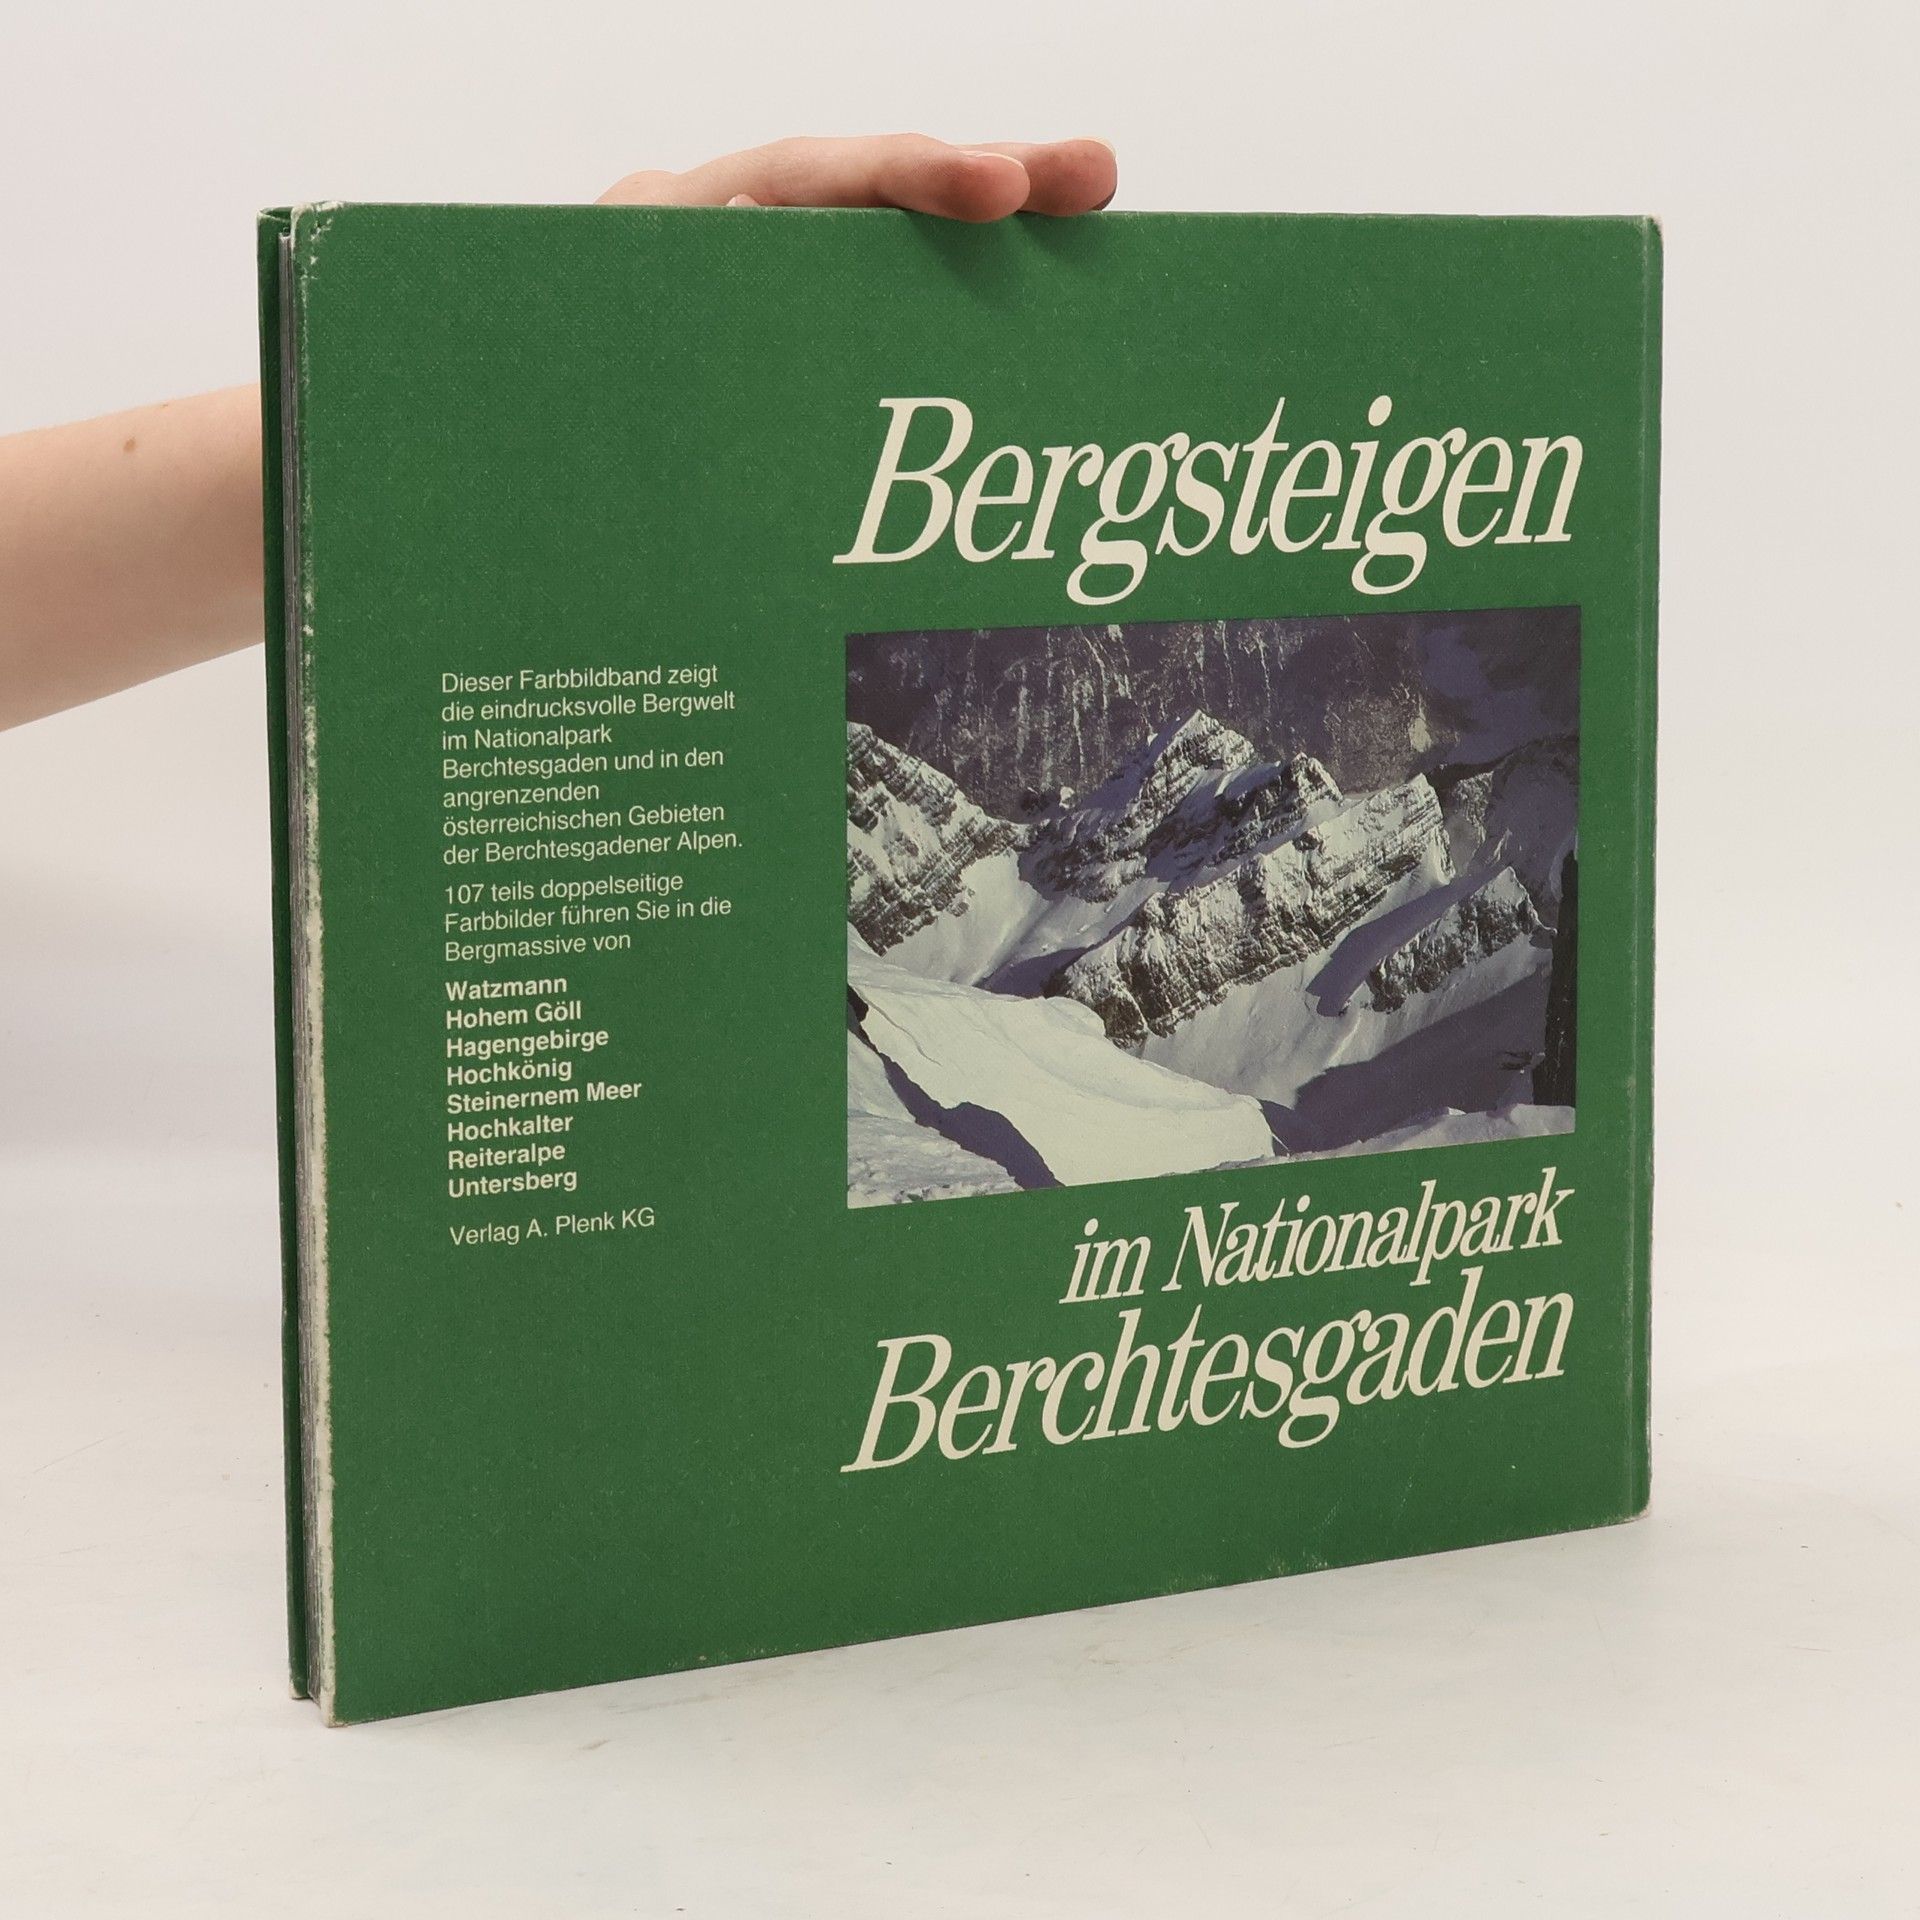 Bergsteigen
Dieser Farbbildband zeigt
die eindrucksvolle Bergwelt
im Nationalpark
Berchtesgaden und in den
angrenzenden
österreichischen Gebieten
der Berchtesgadener Alpen.
107 teils doppelseitige
Farbbilder führen Sie in die
Bergmassive von
Watzmann
Hohem Göll
Hagengebirge
Hochkönig
Steinernem Meer
Hochkalter
Reiteralpe
Untersberg
Verlag A. Plenk KG
im Nationalpark
Berchtesgaden